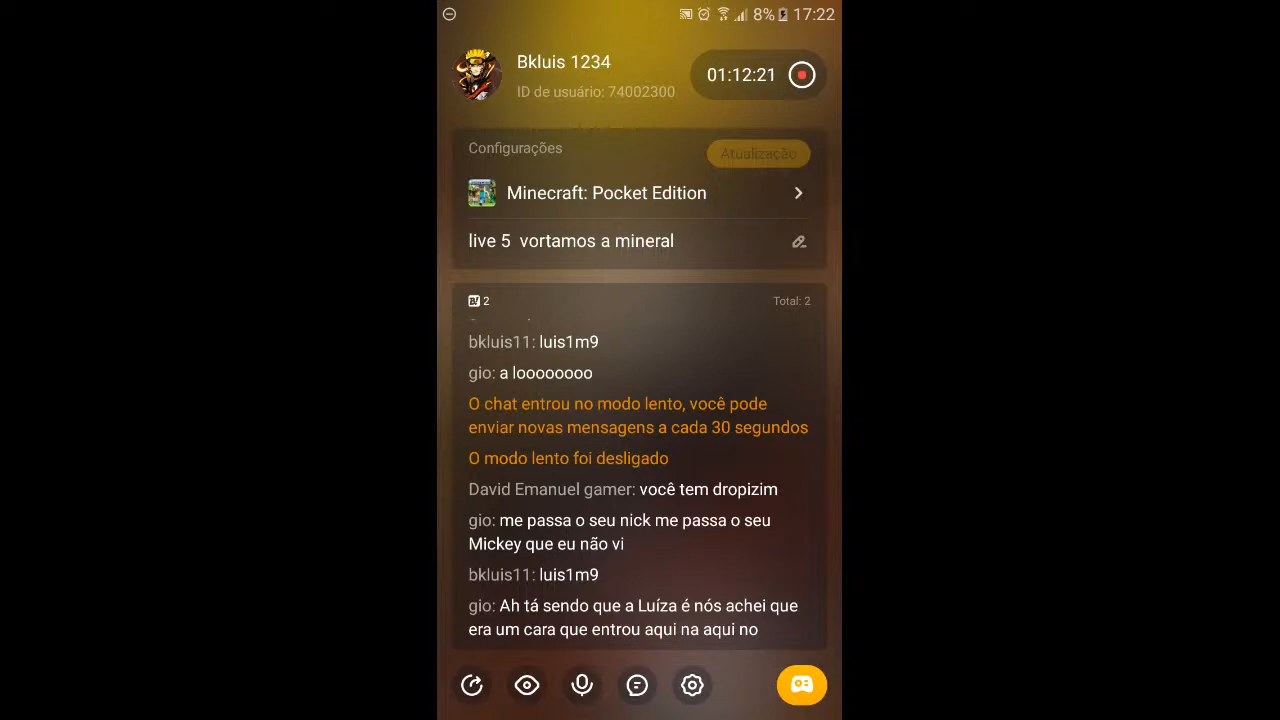 8% 17:22
Bkluis 1234
01:12:21
ID de usuário: 74002300
Configurações
Atualização
Minecraft: Pocket Edition
live 5 vortamos a mineral
2
Total: 2
bkluis11: luis1m9
gio: a loooooooo
O chat entrou no modo lento, você pode
enviar novas mensagens a cada 30 segundos
O modo lento foi desligado
David Emanuel gamer: você tem dropizim
gio: me passa o seu nick me passa o seu
Mickey que eu não vi
bkluis11: luis1m9
gio: Ah tá sendo que a Luíza é nós achei que
era um cara que entrou aqui na aqui no